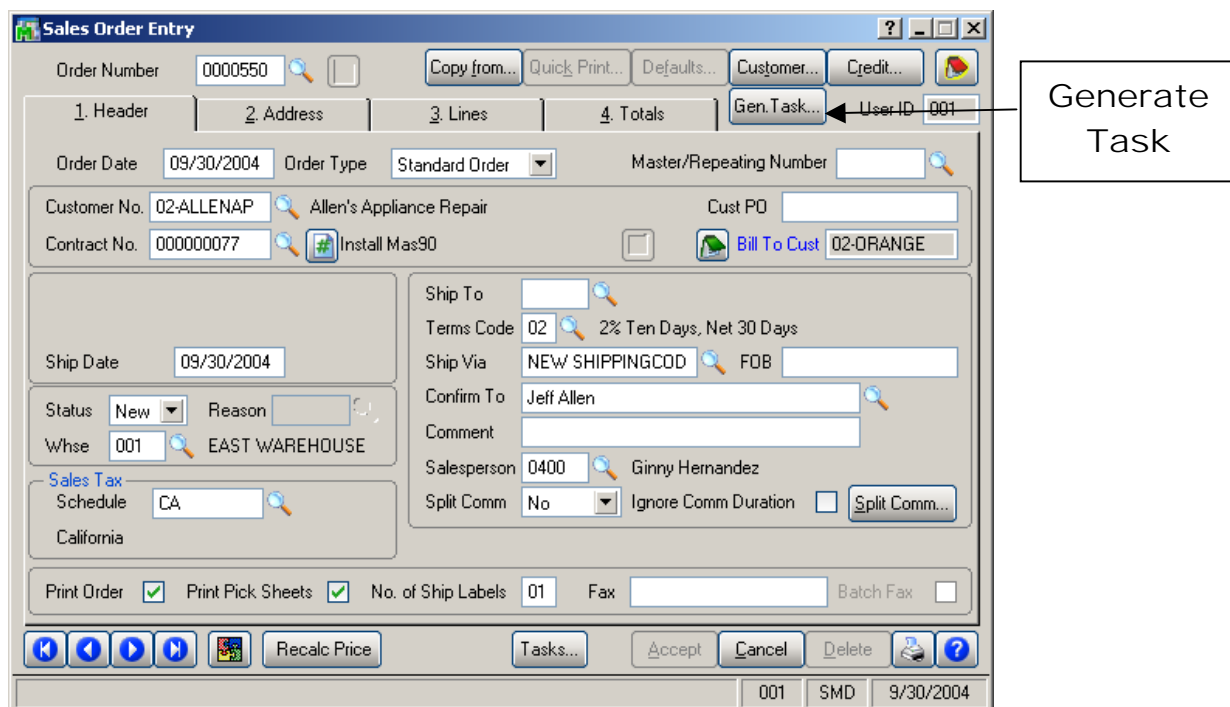 Sales Order Entry
Order Number 0000550 Copy from... Quick Print... Defaults... Customer... Credit...
1. Header 2. Address 3. Lines 4. Totals Gen.Task... User ID 001
Generate
Task
Order Date 09/30/2004 Order Type Standard Order Master/Repeating Number
Customer No. 02-ALLENAP Allen's Appliance Repair Cust PO
Contract No. 000000077 # Install Mas90 Bill To Cust 02-ORANGE
Ship To
Terms Code 02 2% Ten Days, Net 30 Days
Ship Date 09/30/2004 Ship Via NEW SHIPPINGCOD FOB
Status New Reason Confirm To Jeff Allen
Whse 001 EAST WAREHOUSE Comment
Sales Tax Salesperson 0400 Ginny Hernandez
Schedule CA Split Comm No Ignore Comm Duration Split Comm...
California
Print Order Print Pick Sheets No. of Ship Labels 01 Fax Batch Fax
Recalc Price Tasks... Accept Cancel Delete ?
001 SMD 9/30/2004